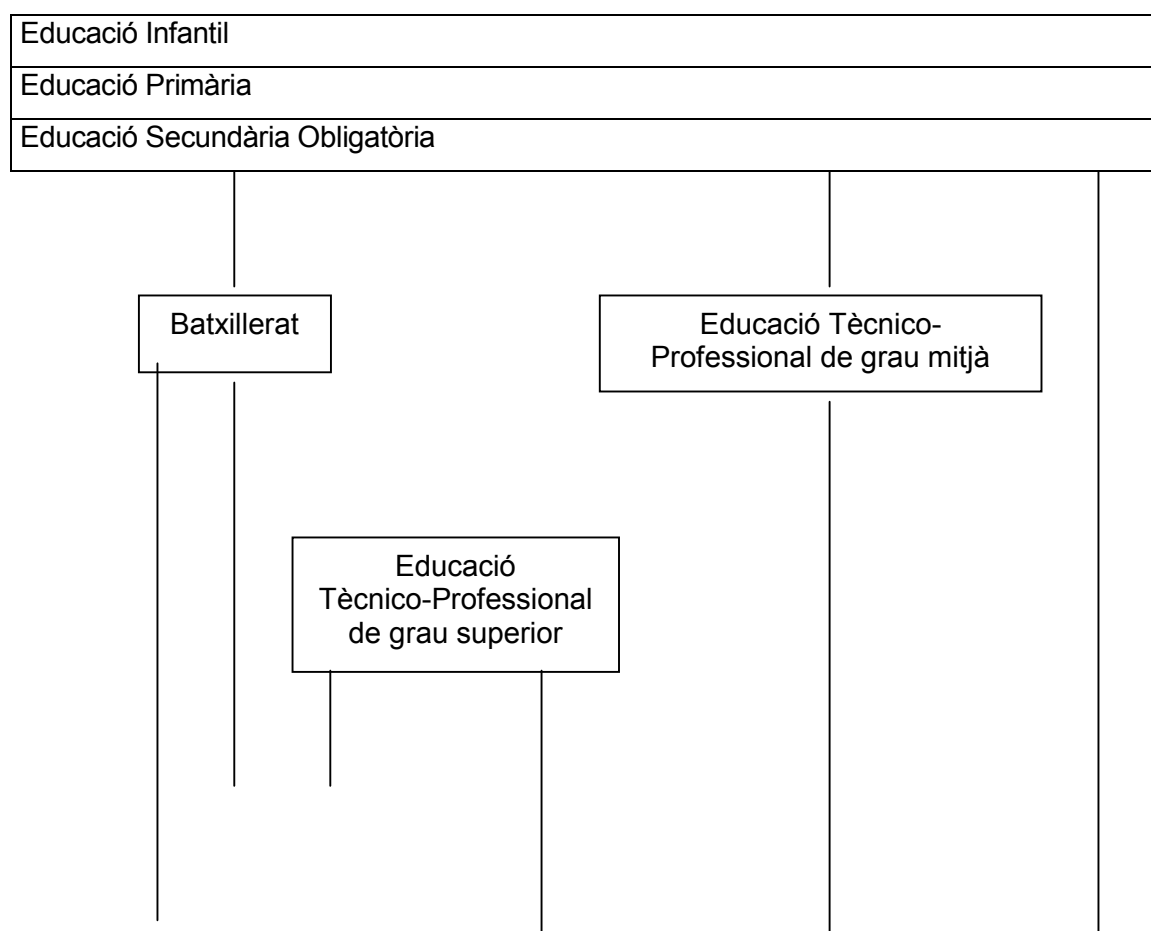 Educació Infantil
Educació Primària
Educació Secundària Obligatòria
Batxillerat
Educació Tècnico-
Professional de grau mitjà
Educació
Tècnico-Professional
de grau superior